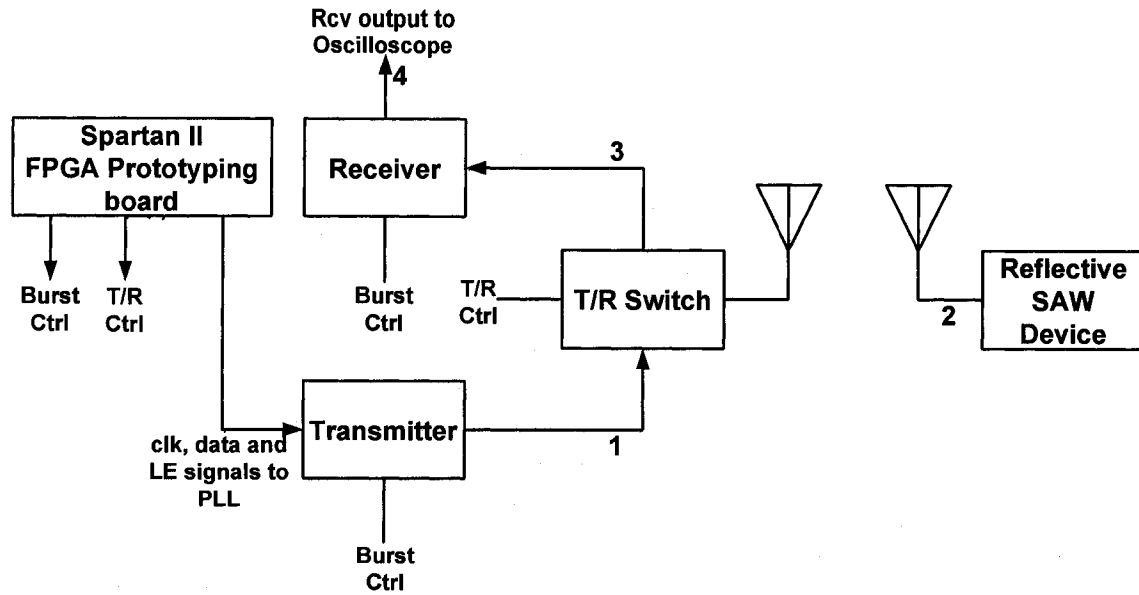 Rcv output to
Oscilloscope
4
Spartan II
FPGA Prototyping
board
Receiver
3
Burst
Ctrl
T/R
Ctrl
Burst
Ctrl
T/R
Ctrl
T/R Switch
Reflective
SAW
Device
2
Transmitter
1
clk, data and
LE signals to
PLL
Burst
Ctrl